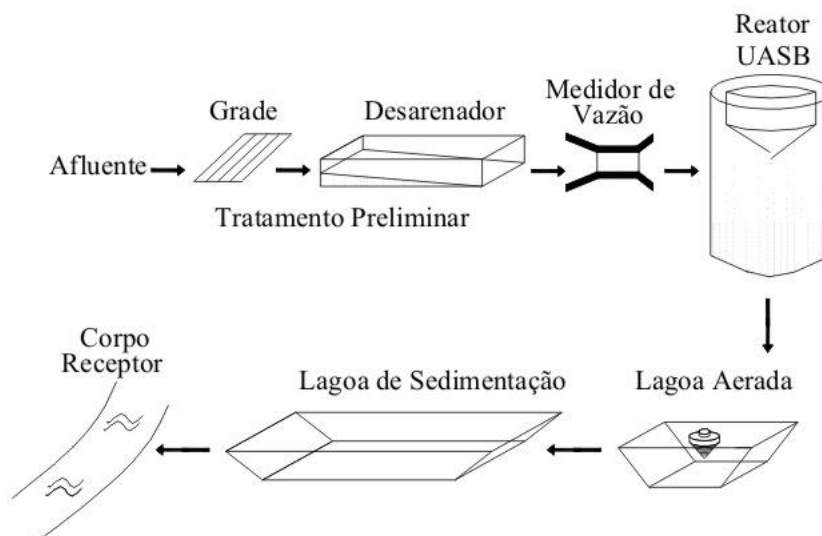 Reator
UASB
Medidor de
Vazão
Grade
Desarenador
Afluente
Tratamento Preliminar
Corpo
Receptor
Lagoa de Sedimentação
Lagoa Aerada